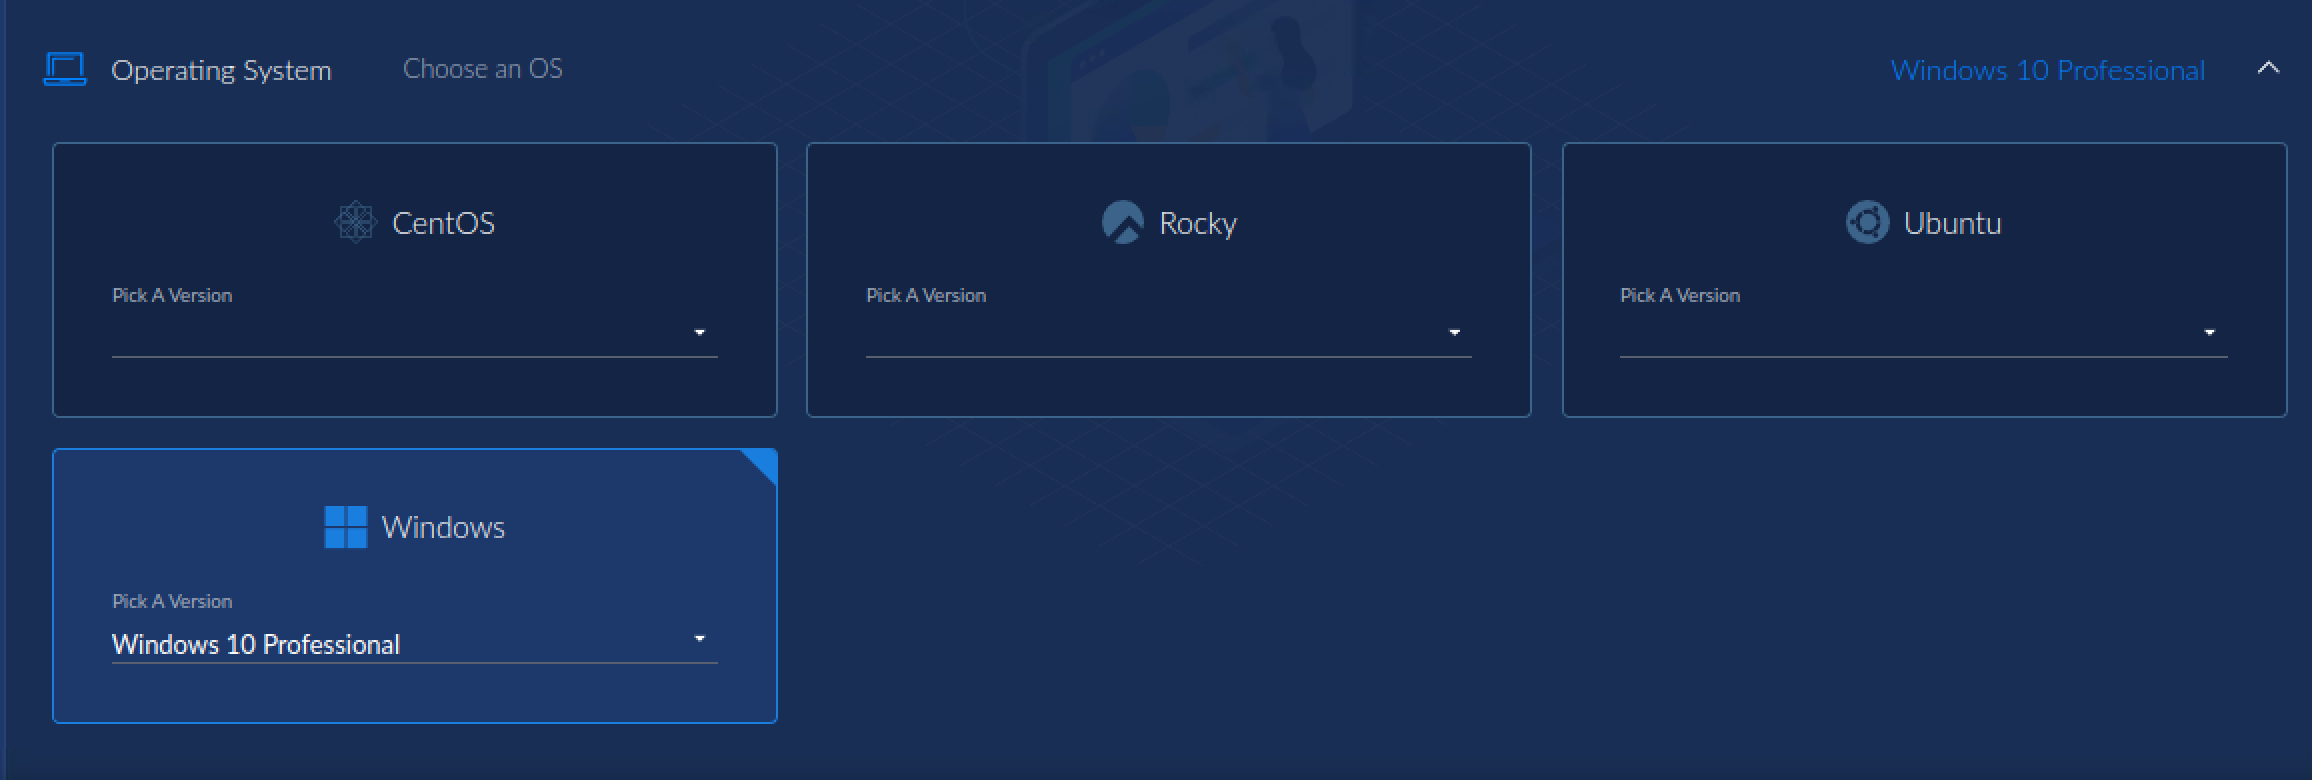 Operating System
Choose an OS
Windows 10 Professional
CentOS
Pick A Version
Rocky
Pick A Version
Ubuntu
Pick A Version
Windows
Pick A Version
Windows 10 Professional